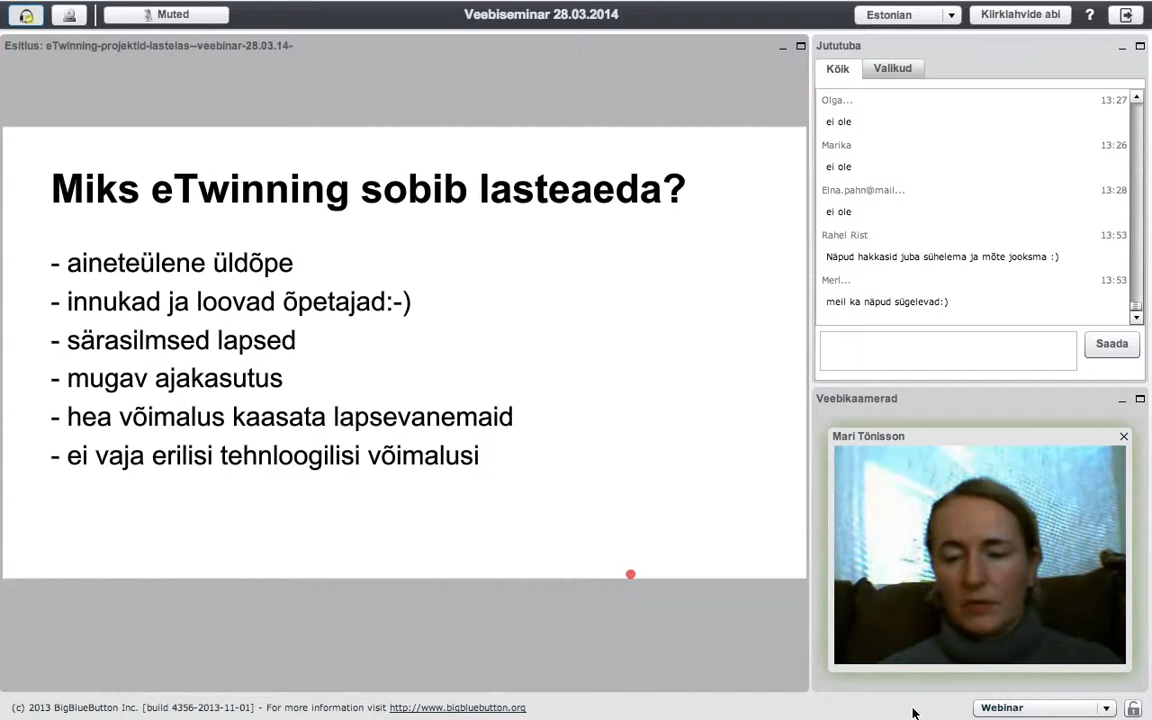 Muted
Veebiseminar 28.03.2014
Estonian
Kiirklahvide abi
?
Esitlus: eTwinning-projektid-lasteias--veebinar-28.03.14-
Miks eTwinning sobib lasteaeda?
- aineteülene üldõpe
- innukad ja loovad õpetajad:-)
- särasilmsed lapsed
- mugav ajakasutus
- hea võimalus kaasata lapsevanemaid
- ei vaja erilisi tehnloogilisi võimalusi
Jututuba
Kõik
Valikud
Olga... 13:27
ei ole
Marika 13:26
ei ole
Elna.pahn@mail... 13:28
ei ole
Rahel Rist 13:53
Näpud hakkasid juba sühelema ja mõte jooksma :)
Merl... 13:53
meil ka näpud sügelevad:)
Saada
Veebikaamerad
Mari Tõnisson
(c) 2013 BigBlueButton Inc. [build 4356-2013-11-01] - For more information visit http://www.bigbluebutton.org
Webinar